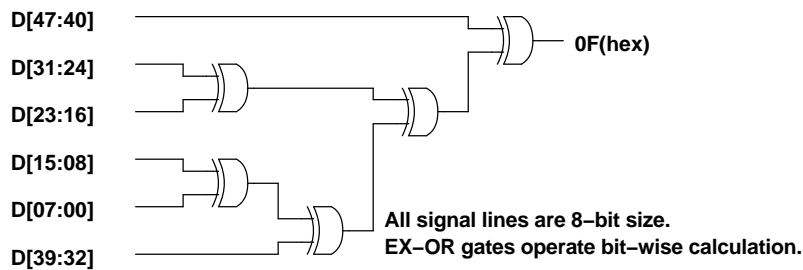 D[47:40]
0F(hex)
D[31:24]
D[23:16]
D[15:08]
D[07:00]
D[39:32]
All signal lines are 8−bit size.
EX−OR gates operate bit−wise calculation.